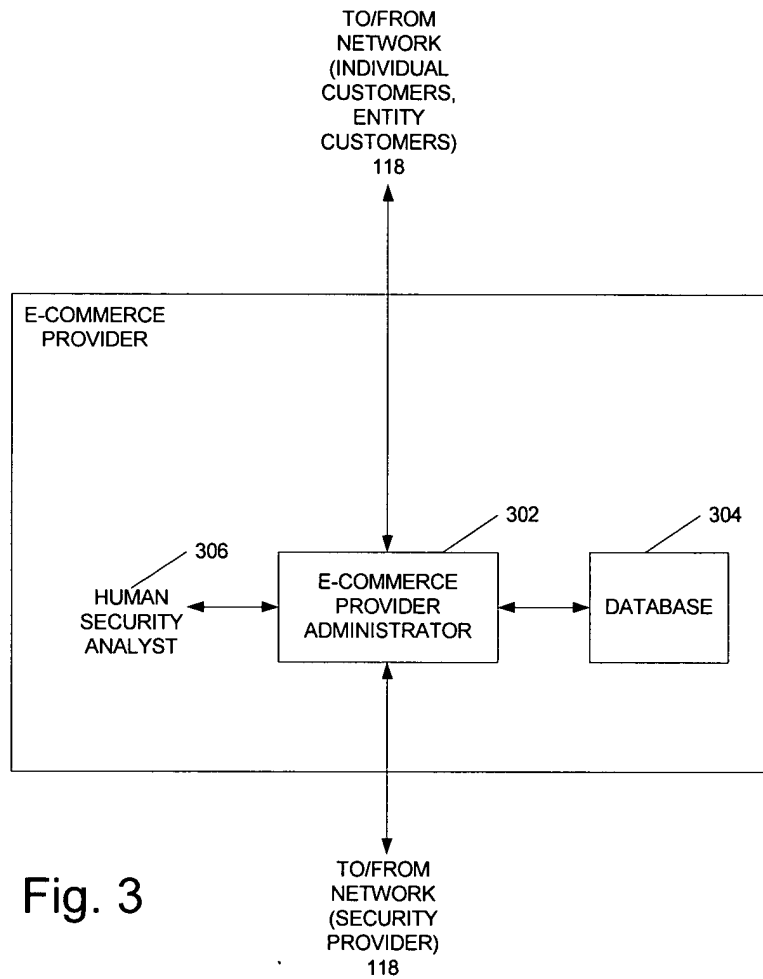 TO/FROM
NETWORK
(INDIVIDUAL
CUSTOMERS,
ENTITY
CUSTOMERS)
118
E-COMMERCE
PROVIDER
302
304
306
E-COMMERCE
PROVIDER
ADMINISTRATOR
DATABASE
HUMAN
SECURITY
ANALYST
TO/FROM
NETWORK
(SECURITY
PROVIDER)
118
Fig. 3